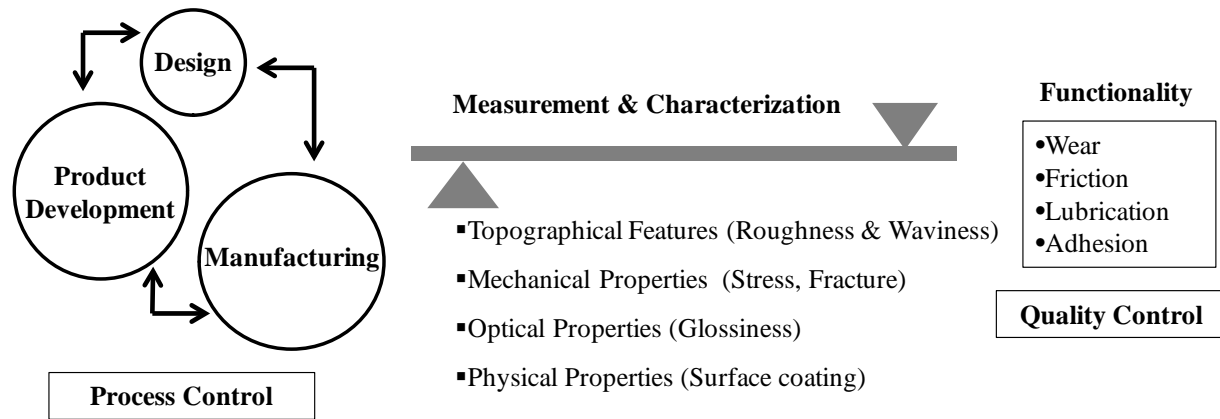 Design
Product
Development
Manufacturing
Process Control
Measurement & Characterization
▪Topographical Features (Roughness & Waviness)
▪Mechanical Properties  (Stress, Fracture)
▪Optical Properties (Glossiness)
▪Physical Properties (Surface coating)
Functionality
•Wear
•Friction
•Lubrication
•Adhesion
Quality Control